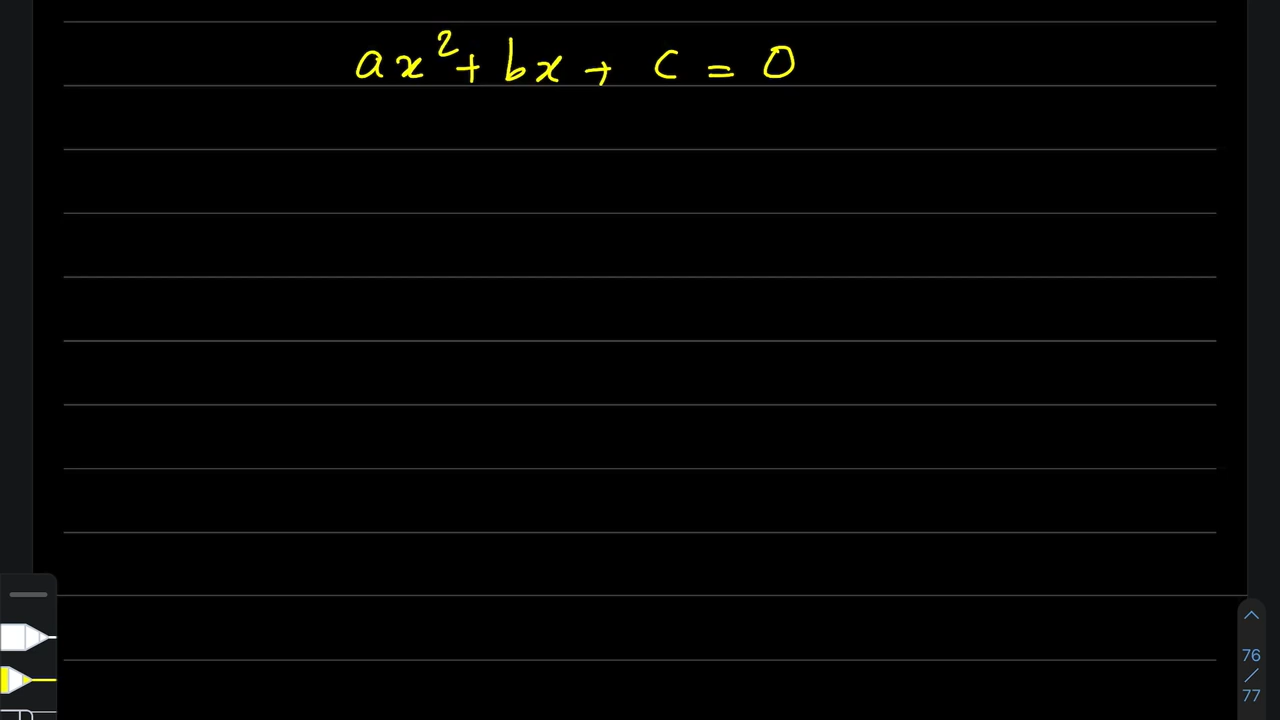 ax²+ bx + c = 0
76
/
77